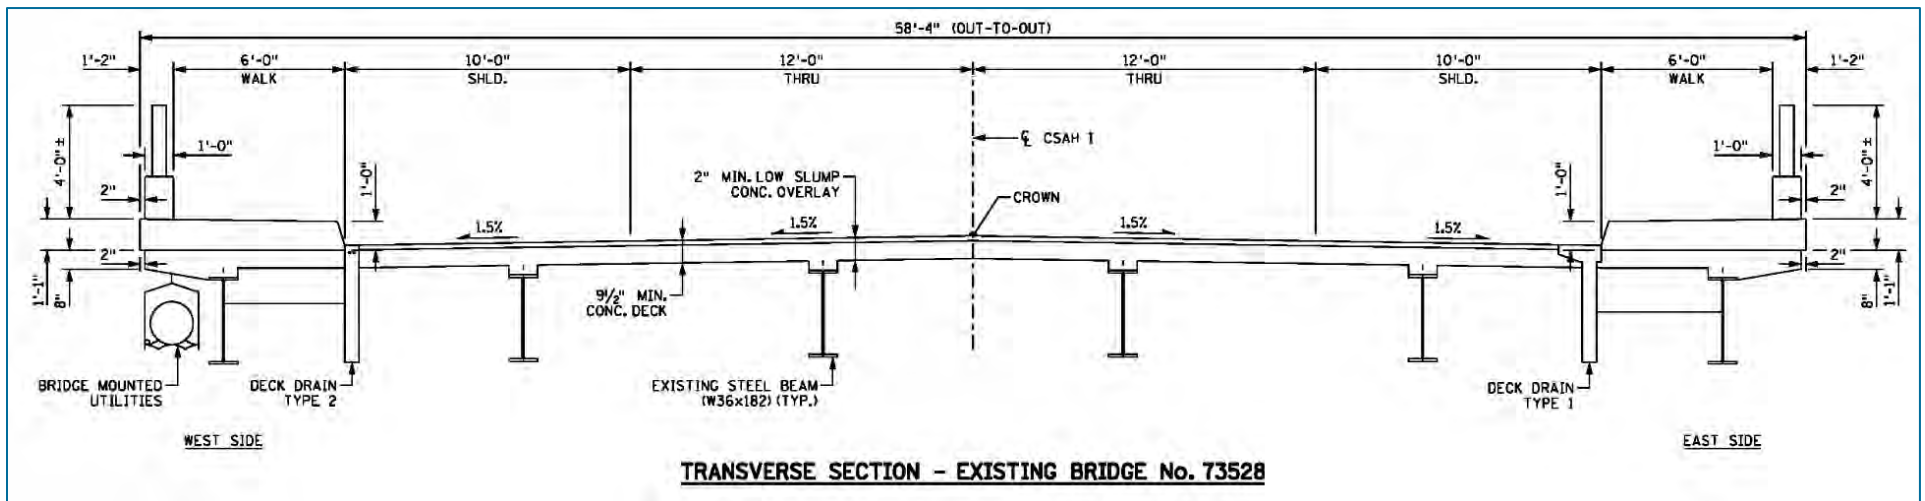 58'-4" (OUT-TO-OUT)
1'-2" 6'-0" 10'-0" 12'-0" 12'-0" 10'-0" 6'-0" 1'-2"
WALK SHLD. THRU THRU SHLD. WALK
℄ CSAH 1
4'-0"± 1'-0" 1'-0" 4'-0"±
2" 1'-0" 1'-0" 2"
2" MIN. LOW SLUMP
CONC. OVERLAY
CROWN
1.5% 1.5% 1.5% 1.5%
2" 2"
1'-1" 8" 8" 1'-1"
9½" MIN.
CONC. DECK
BRIDGE MOUNTED
UTILITIES
DECK DRAIN
TYPE 2
EXISTING STEEL BEAM
(W36x182) (TYP.)
DECK DRAIN
TYPE 1
WEST SIDE
EAST SIDE
TRANSVERSE SECTION - EXISTING BRIDGE No. 73528